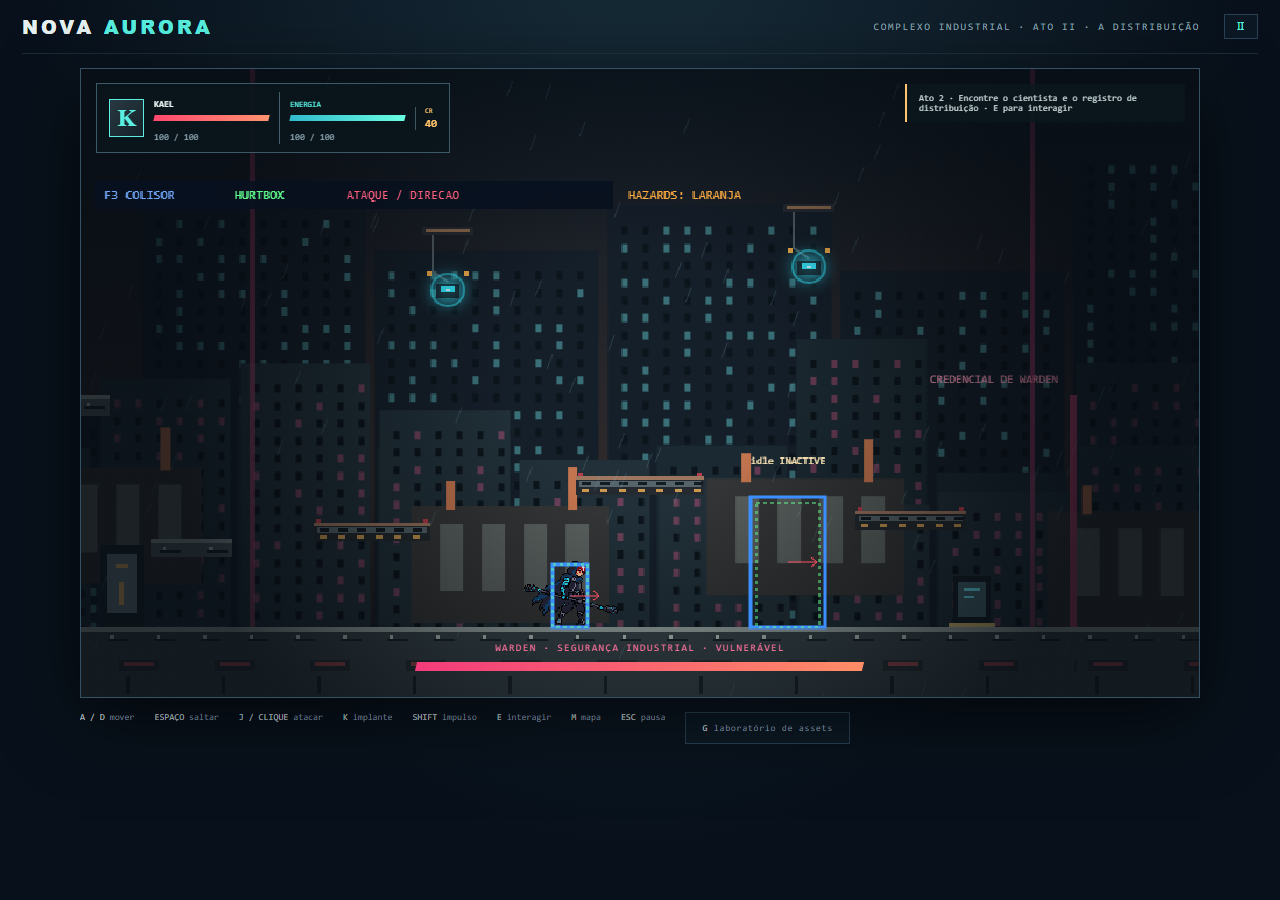 NOVA AURORA
COMPLEXO INDUSTRIAL · ATO II · A DISTRIBUIÇÃO
II
K
KAEL
100 / 100
ENERGIA
100 / 100
CR
40
Ato 2 · Encontre o cientista e o registro de
distribuição · E para interagir
F3 COLISOR
HURTBOX
ATAQUE / DIRECAO
HAZARDS: LARANJA
CREDENCIAL DE WARDEN
idle INACTIVE
WARDEN · SEGURANÇA INDUSTRIAL · VULNERÁVEL
A / D mover
ESPAÇO saltar
J / CLIQUE atacar
K implante
SHIFT impulso
E interagir
M mapa
ESC pausa
G laboratório de assets